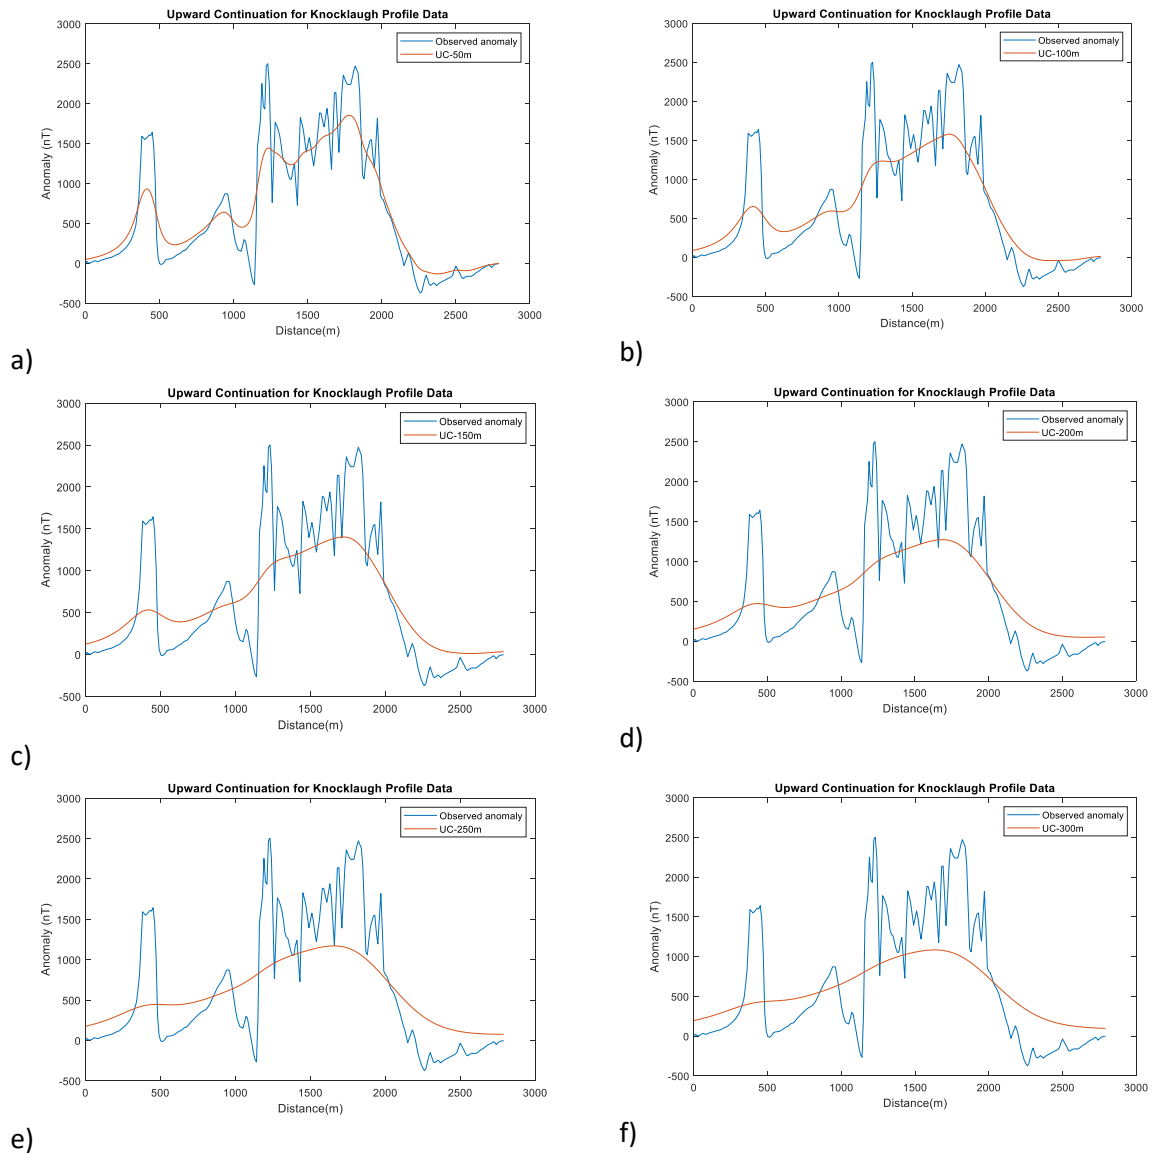 Upward Continuation for Knocklaugh Profile Data
3000
2500
2000
1500
1000
500
0
-500
Anomaly (nT)
Observed anomaly
UC-50m
0 500 1000 1500 2000 2500 3000
Distance(m)
a)
Upward Continuation for Knocklaugh Profile Data
3000
2500
2000
1500
1000
500
0
-500
Anomaly (nT)
Observed anomaly
UC-100m
0 500 1000 1500 2000 2500 3000
Distance(m)
b)
Upward Continuation for Knocklaugh Profile Data
3000
2500
2000
1500
1000
500
0
-500
Anomaly (nT)
Observed anomaly
UC-150m
0 500 1000 1500 2000 2500 3000
Distance(m)
c)
Upward Continuation for Knocklaugh Profile Data
3000
2500
2000
1500
1000
500
0
-500
Anomaly (nT)
Observed anomaly
UC-200m
0 500 1000 1500 2000 2500 3000
Distance(m)
d)
Upward Continuation for Knocklaugh Profile Data
3000
2500
2000
1500
1000
500
0
-500
Anomaly (nT)
Observed anomaly
UC-250m
0 500 1000 1500 2000 2500 3000
Distance(m)
e)
Upward Continuation for Knocklaugh Profile Data
3000
2500
2000
1500
1000
500
0
-500
Anomaly (nT)
Observed anomaly
UC-300m
0 500 1000 1500 2000 2500 3000
Distance(m)
f)